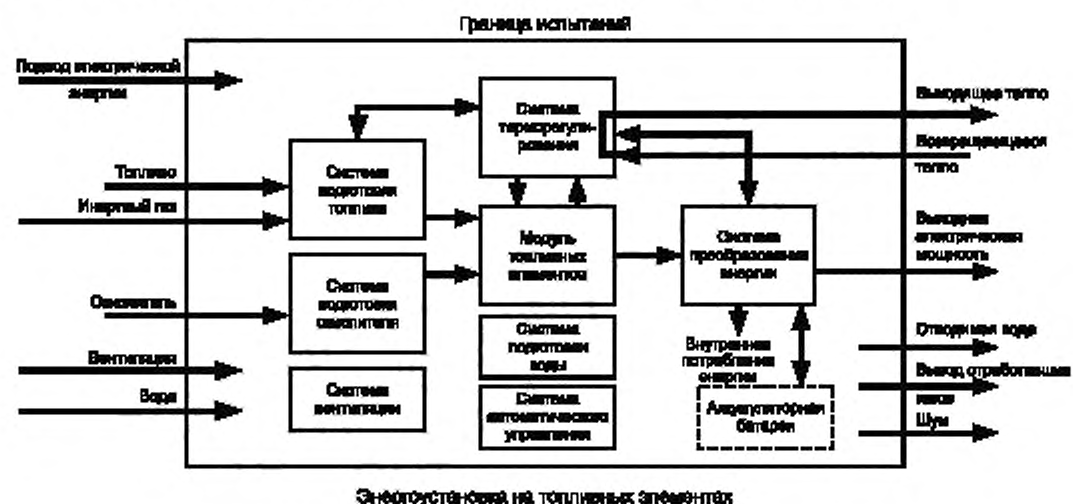 Граница испытаний
Подвод электрической
энергии
Топливо
Инертный газ
Окислитель
Вентиляция
Вода
Система
подготовки
топлива
Система
подготовки
окислителя
Система
вентиляции
Система
терморегули-
рования
Модуль
топливных
элементов
Система
подготовки
воды
Система
автоматического
управления
Система
преобразования
энергии
Внутреннее
потребление
энергии
Аккумуляторная
батарея
Выходящее тепло
Возвращающееся
тепло
Выходная
электрическая
мощность
Отводимая вода
Выход отработавших
газов
Шум
Энергоустановка на топливных элементах